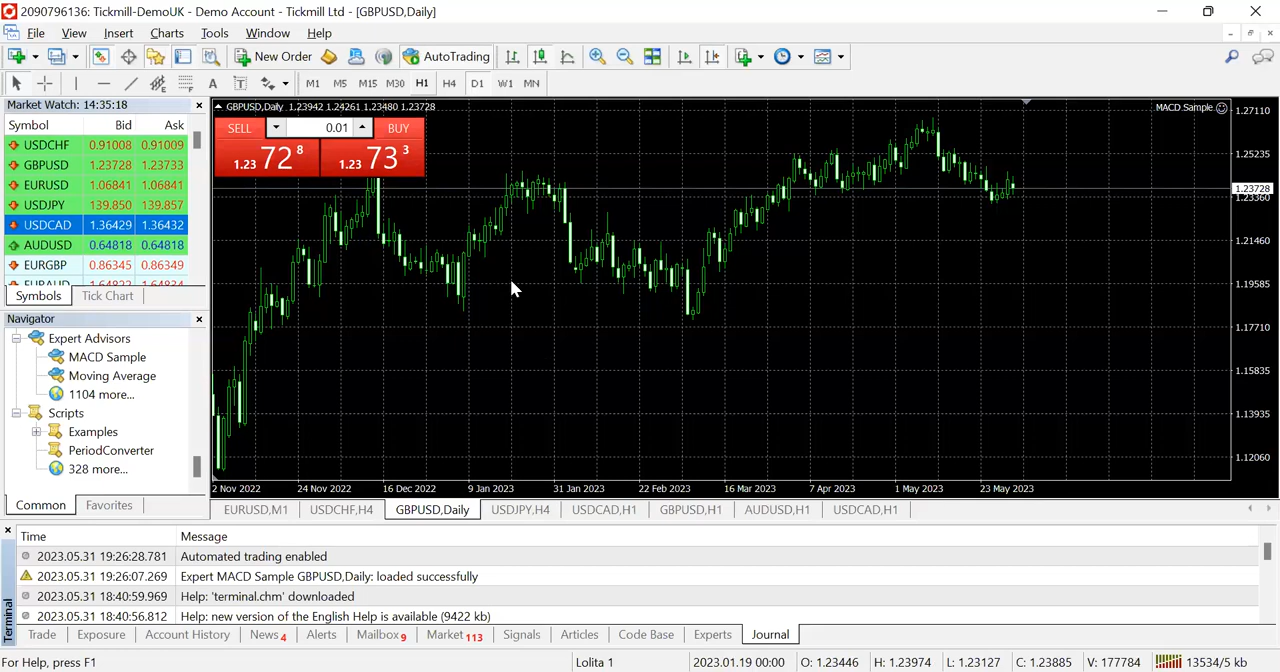 2090796136: Tickmill-DemoUK - Demo Account - Tickmill Ltd - [GBPUSD,Daily]
File View Insert Charts Tools Window Help
New Order AutoTrading
A T M1 M5 M15 M30 H1 H4 D1 W1 MN
Market Watch: 14:35:18
Symbol Bid Ask
USDCHF 0.91008 0.91009
GBPUSD 1.23728 1.23733
EURUSD 1.06841 1.06841
USDJPY 139.850 139.857
USDCAD 1.36429 1.36432
AUDUSD 0.64818 0.64818
EURGBP 0.86345 0.86349
Symbols Tick Chart
Navigator
Expert Advisors
MACD Sample
Moving Average
1104 more...
Scripts
Examples
PeriodConverter
328 more...
Common Favorites
GBPUSD,Daily 1.23942 1.24261 1.23480 1.23728
MACD Sample
SELL 0.01 BUY
1.23 72 8 1.23 73 3
1.27110
1.25235
1.23728
1.23360
1.21460
1.19585
1.17710
1.15835
1.13935
1.12060
2 Nov 2022 24 Nov 2022 16 Dec 2022 9 Jan 2023 31 Jan 2023 22 Feb 2023 16 Mar 2023 7 Apr 2023 1 May 2023 23 May 2023
EURUSD,M1 USDCHF,H4 GBPUSD,Daily USDJPY,H4 USDCAD,H1 GBPUSD,H1 AUDUSD,H1 USDCAD,H1
Time Message
2023.05.31 19:26:28.781 Automated trading enabled
2023.05.31 19:26:07.269 Expert MACD Sample GBPUSD,Daily: loaded successfully
2023.05.31 18:40:59.969 Help: 'terminal.chm' downloaded
2023.05.31 18:40:56.812 Help: new version of the English Help is available (9422 kb)
Terminal
Trade Exposure Account History News 4 Alerts Mailbox 9 Market 113 Signals Articles Code Base Experts Journal
For Help, press F1 Lolita 1 2023.01.19 00:00 O: 1.23446 H: 1.23974 L: 1.23127 C: 1.23885 V: 177784 13534/5 kb